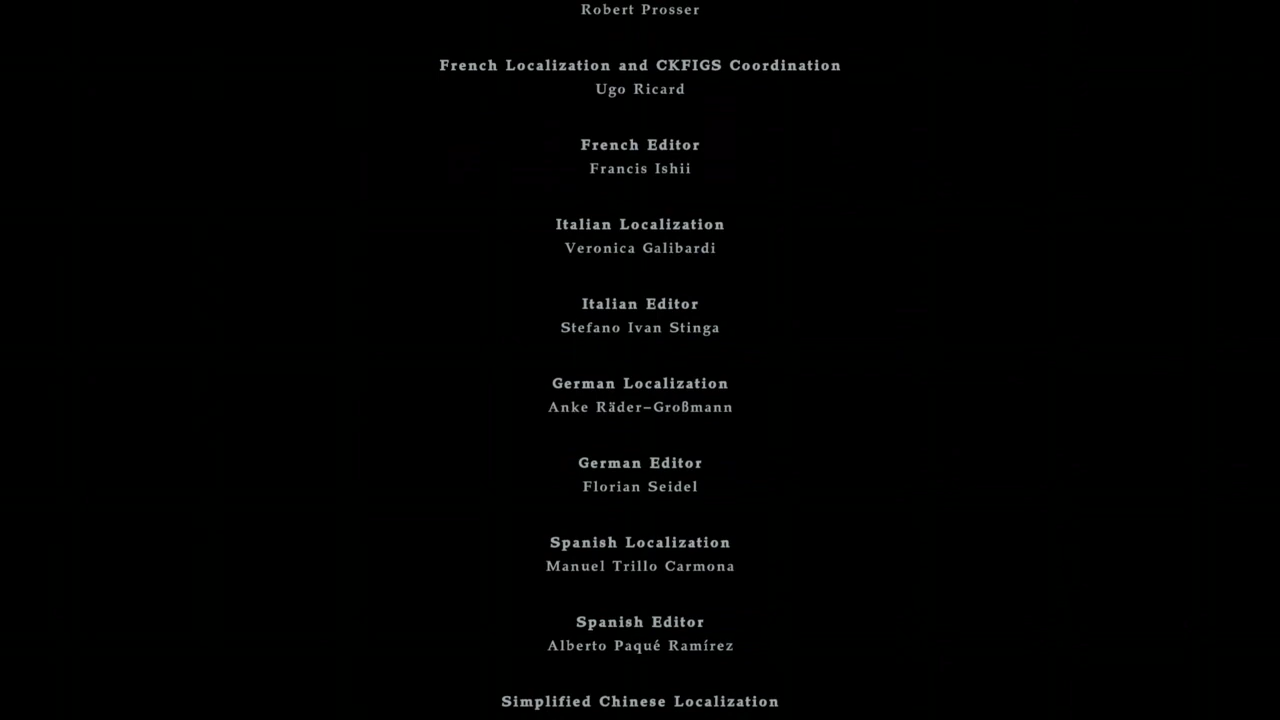 Robert Prosser
French Localization and CKFIGS Coordination
Ugo Ricard
French Editor
Francis Ishii
Italian Localization
Veronica Galibardi
Italian Editor
Stefano Ivan Stinga
German Localization
Anke Räder–Großmann
German Editor
Florian Seidel
Spanish Localization
Manuel Trillo Carmona
Spanish Editor
Alberto Paqué Ramírez
Simplified Chinese Localization